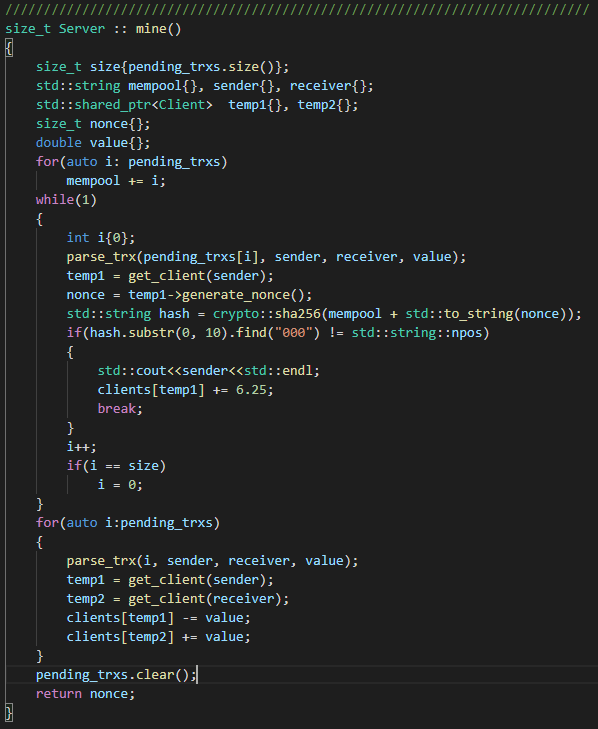 ////////////////////////////////////////////////////////////////////////////
size_t Server :: mine()
{
    size_t size{pending_trxs.size()};
    std::string mempool{}, sender{}, receiver{};
    std::shared_ptr<Client>  temp1{}, temp2{};
    size_t nonce{};
    double value{};
    for(auto i: pending_trxs)
        mempool += i;
    while(1)
    {
        int i{0};
        parse_trx(pending_trxs[i], sender, receiver, value);
        temp1 = get_client(sender);
        nonce = temp1->generate_nonce();
        std::string hash = crypto::sha256(mempool + std::to_string(nonce));
        if(hash.substr(0, 10).find("000") != std::string::npos)
        {
            std::cout<<sender<<std::endl;
            clients[temp1] += 6.25;
            break;
        }
        i++;
        if(i == size)
            i = 0;
    }
    for(auto i:pending_trxs)
    {
        parse_trx(i, sender, receiver, value);
        temp1 = get_client(sender);
        temp2 = get_client(receiver);
        clients[temp1] -= value;
        clients[temp2] += value;
    }
    pending_trxs.clear();
    return nonce;
}